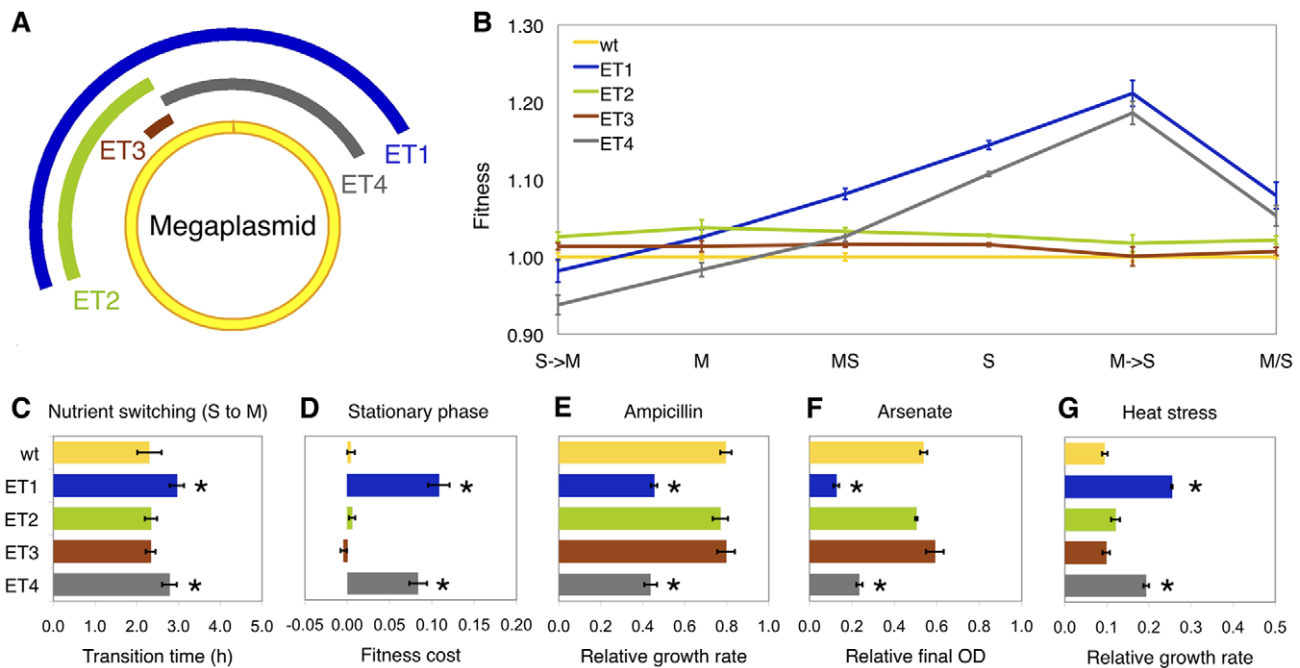 A
ET3
ET1
ET4
Megaplasmid
ET2
B
1.30
1.20
1.10
1.00
0.90
Fitness
wt
ET1
ET2
ET3
ET4
S->M
M
MS
S
M->S
M/S
C Nutrient switching (S to M)
wt
ET1 *
ET2
ET3
ET4 *
0.0 1.0 2.0 3.0 4.0 5.0
Transition time (h)
D Stationary phase
*
*
-0.05 0.00 0.10 0.20
Fitness cost
E Ampicillin
*
*
0.0 0.2 0.4 0.6 0.8 1.0
Relative growth rate
F Arsenate
*
*
0.0 0.2 0.4 0.6 0.8 1.0
Relative final OD
G Heat stress
*
*
0.0 0.1 0.2 0.3 0.4 0.5
Relative growth rate